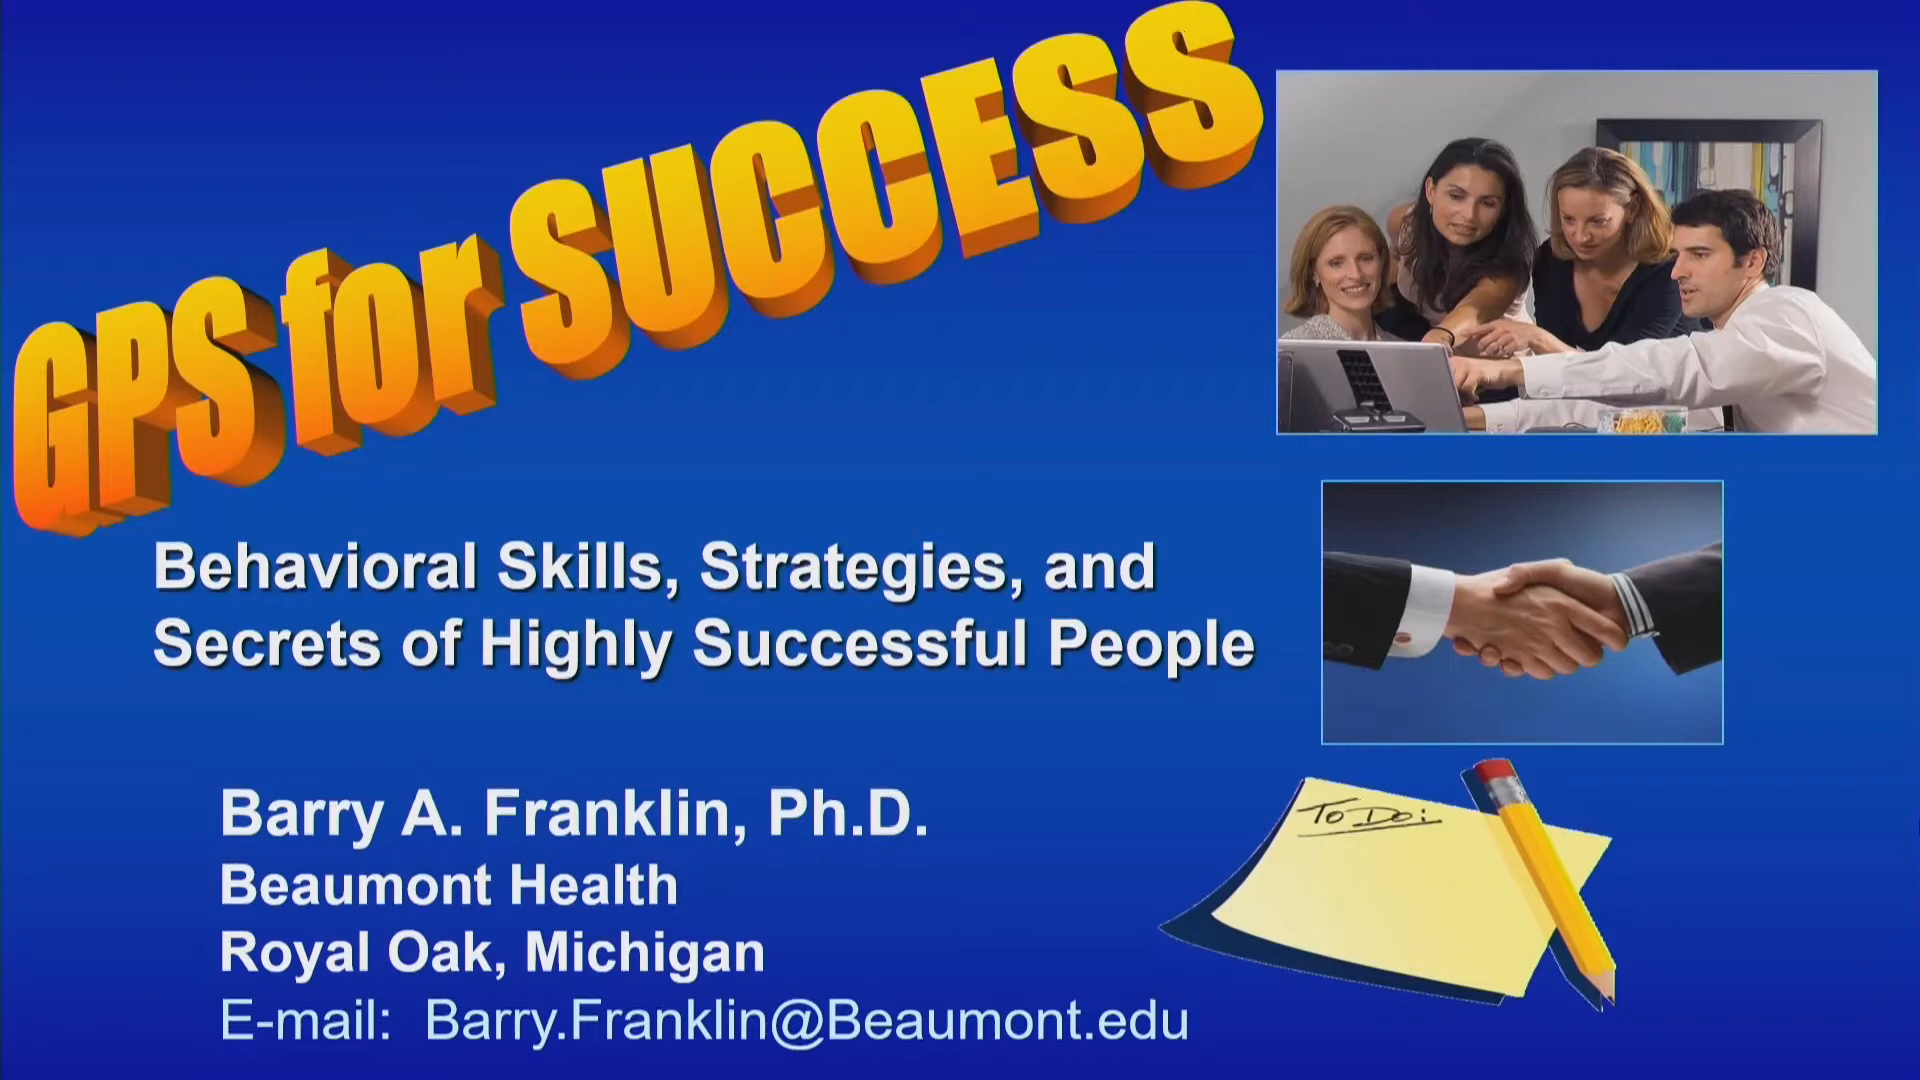 GPS for SUCCESS
Behavioral Skills, Strategies, and
Secrets of Highly Successful People
Barry A. Franklin, Ph.D.
Beaumont Health
Royal Oak, Michigan
E-mail: Barry.Franklin@Beaumont.edu
To Do: